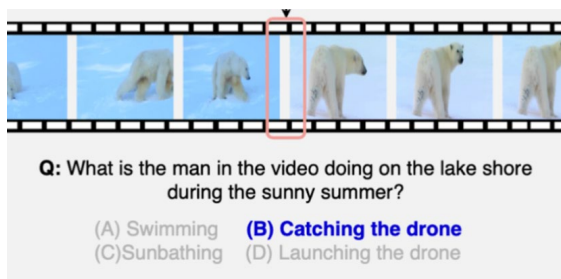 Q: What is the man in the video doing on the lake shore
during the sunny summer?
(A) Swimming (B) Catching the drone
(C)Sunbathing (D) Launching the drone